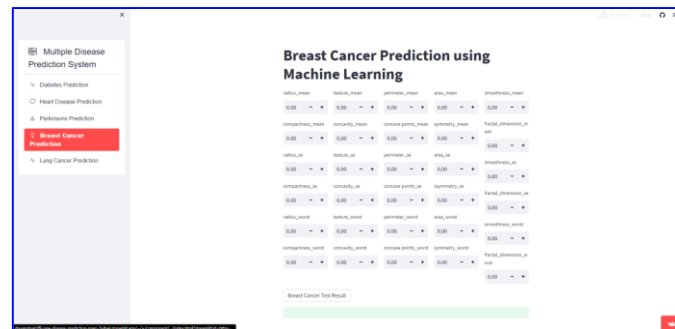 Multiple Disease
Prediction System
Diabetes Prediction
Heart Disease Prediction
Parkinsons Prediction
Breast Cancer
Prediction
Lung Cancer Prediction
Breast Cancer Prediction using
Machine Learning
radius_mean texture_mean perimeter_mean area_mean smoothness_mean
0.00 - + 0.00 - + 0.00 - + 0.00 - + 0.00 - +
compactness_mean concavity_mean concave points_mean symmetry_mean fractal_dimension_m
ean
0.00 - + 0.00 - + 0.00 - + 0.00 - + 0.00 - +
radius_se texture_se perimeter_se area_se smoothness_se
0.00 - + 0.00 - + 0.00 - + 0.00 - + 0.00 - +
compactness_se concavity_se concave points_se symmetry_se fractal_dimension_se
0.00 - + 0.00 - + 0.00 - + 0.00 - + 0.00 - +
radius_worst texture_worst perimeter_worst area_worst smoothness_worst
0.00 - + 0.00 - + 0.00 - + 0.00 - + 0.00 - +
compactness_worst concavity_worst concave points_worst symmetry_worst fractal_dimension_w
orst
0.00 - + 0.00 - + 0.00 - + 0.00 - + 0.00 - +
Breast Cancer Test Result